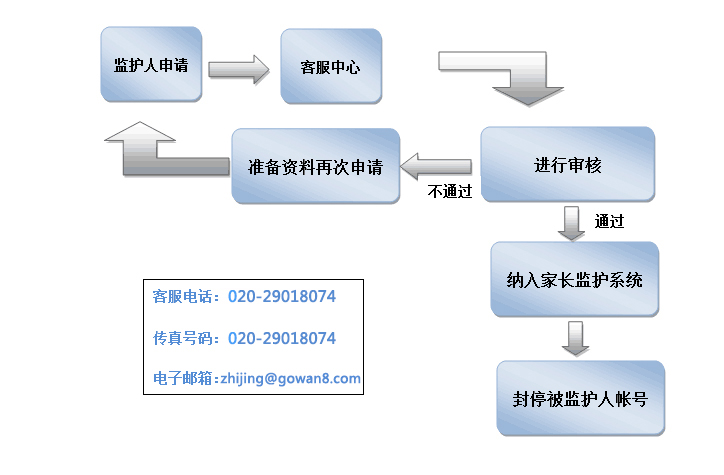 监护人申请
客服中心
进行审核
准备资料再次申请
不通过
通过
纳入家长监护系统
封停被监护人帐号
客服电话：020-29018074
传真号码：020-29018074
电子邮箱:zhijing@gowan8.com